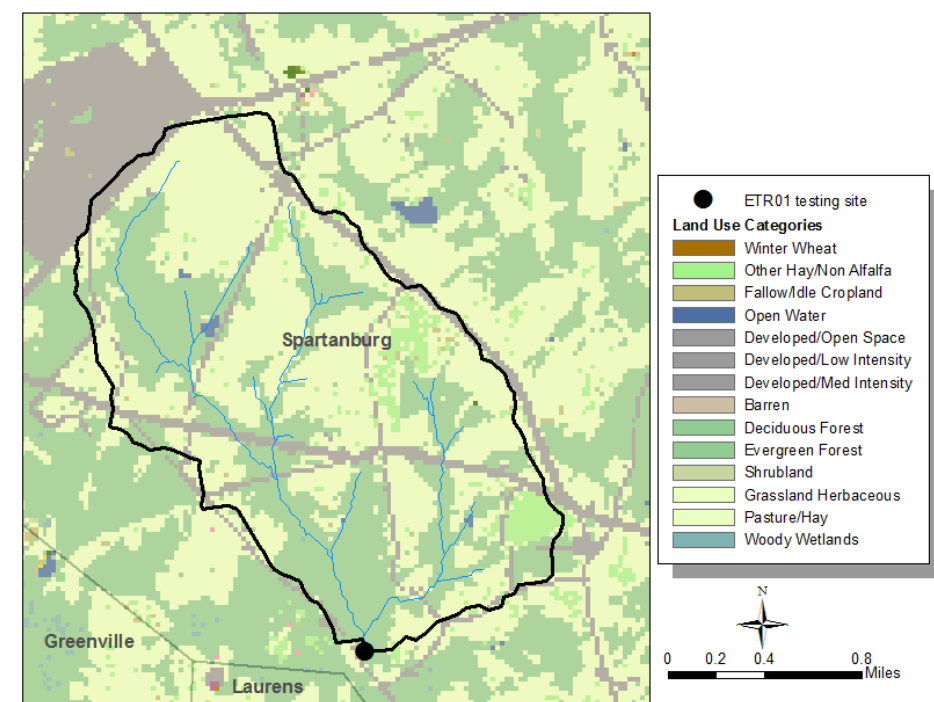 Spartanburg
Greenville
Laurens
ETR01 testing site
Land Use Categories
Winter Wheat
Other Hay/Non Alfalfa
Fallow/Idle Cropland
Open Water
Developed/Open Space
Developed/Low Intensity
Developed/Med Intensity
Barren
Deciduous Forest
Evergreen Forest
Shrubland
Grassland Herbaceous
Pasture/Hay
Woody Wetlands
N
0 0.2 0.4 0.8
Miles